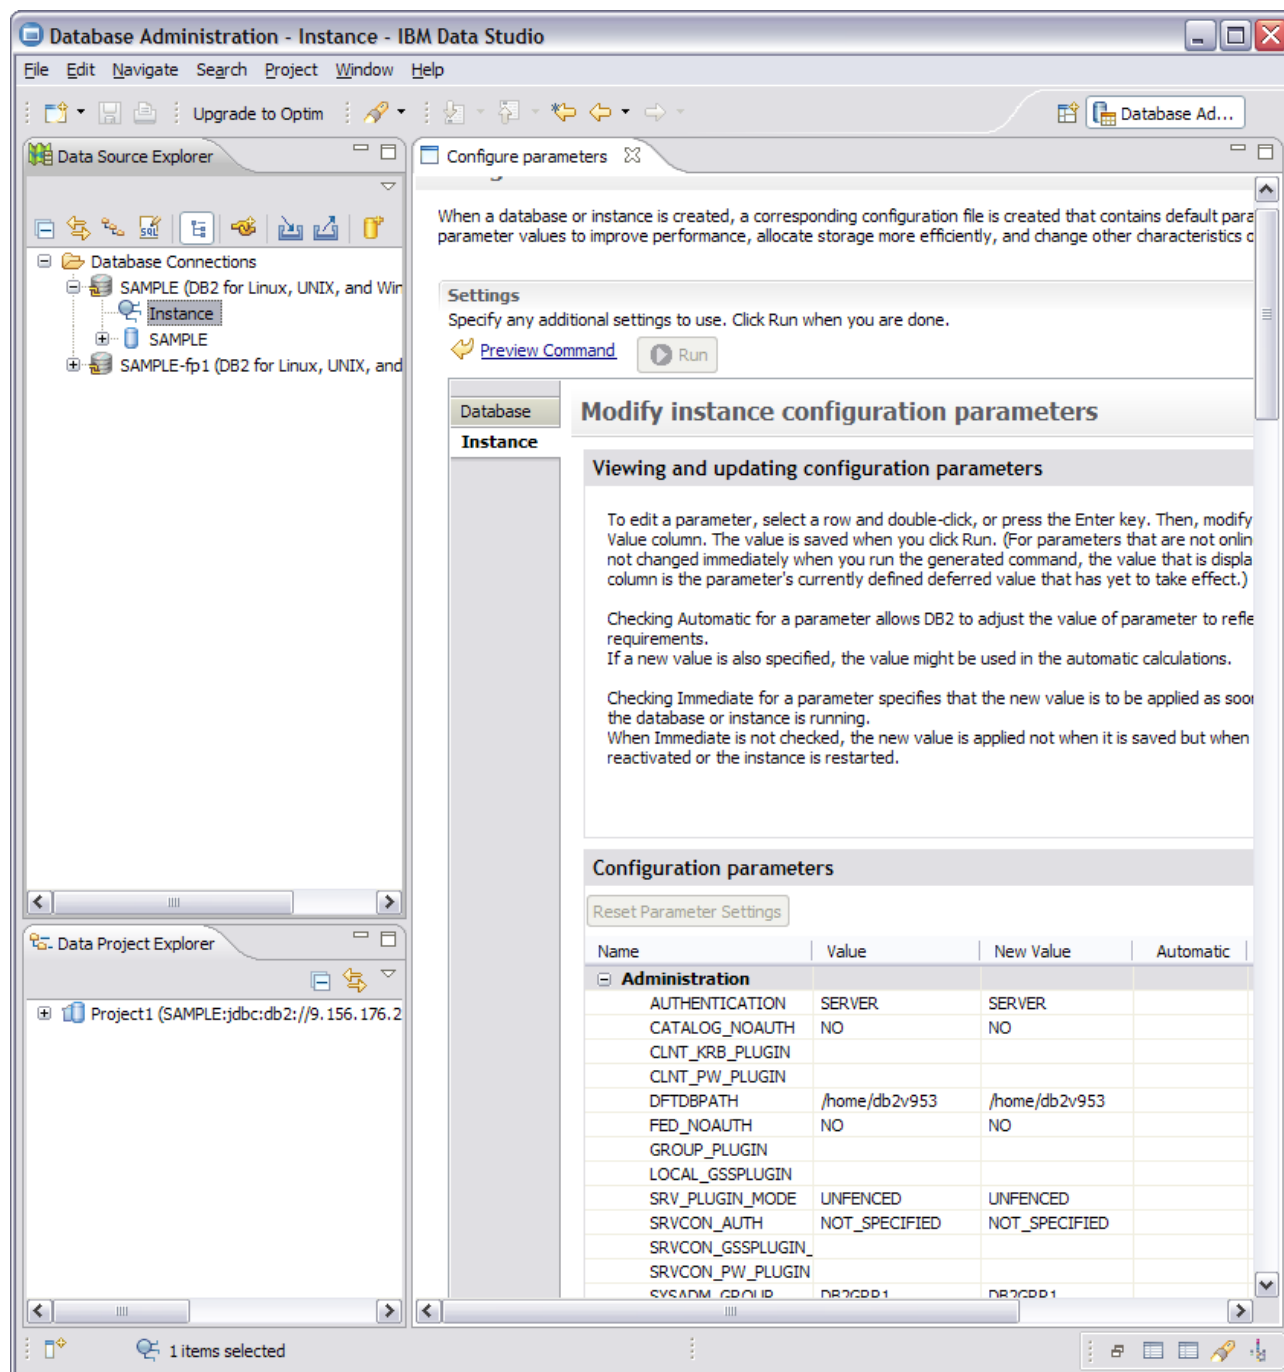 Database Administration - Instance - IBM Data Studio
File Edit Navigate Search Project Window Help
Upgrade to Optim
Database Ad...
Data Source Explorer
Configure parameters
SQL
When a database or instance is created, a corresponding configuration file is created that contains default para
parameter values to improve performance, allocate storage more efficiently, and change other characteristics
Database Connections
SAMPLE (DB2 for Linux, UNIX, and Win
Instance
SAMPLE
SAMPLE-fp1 (DB2 for Linux, UNIX, and
Settings
Specify any additional settings to use. Click Run when you are done.
Preview Command
Run
Database
Instance
Modify instance configuration parameters
Viewing and updating configuration parameters
To edit a parameter, select a row and double-click, or press the Enter key. Then, modify
Value column. The value is saved when you click Run. (For parameters that are not onlin
not changed immediately when you run the generated command, the value that is displa
column is the parameter's currently defined deferred value that has yet to take effect.)
Checking Automatic for a parameter allows DB2 to adjust the value of parameter to refle
requirements.
If a new value is also specified, the value might be used in the automatic calculations.
Checking Immediate for a parameter specifies that the new value is to be applied as soon
the database or instance is running.
When Immediate is not checked, the new value is applied not when it is saved but when
reactivated or the instance is restarted.
Configuration parameters
Reset Parameter Settings
Name Value New Value Automatic
Administration
AUTHENTICATION SERVER SERVER
CATALOG_NOAUTH NO NO
CLNT_KRB_PLUGIN
CLNT_PW_PLUGIN
DFTDBPATH /home/db2v953 /home/db2v953
FED_NOAUTH NO NO
GROUP_PLUGIN
LOCAL_GSSPLUGIN
SRV_PLUGIN_MODE UNFENCED UNFENCED
SRVCON_AUTH NOT_SPECIFIED NOT_SPECIFIED
SRVCON_GSSPLUGIN_
SRVCON_PW_PLUGIN
SYSADM_GROUP DB2GRP1 DB2GRP1
Data Project Explorer
Project1 (SAMPLE:jdbc:db2://9.156.176.2
1 items selected